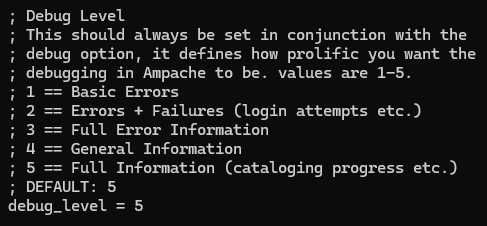 ; Debug Level
; This should always be set in conjunction with the
; debug option, it defines how prolific you want the
; debugging in Ampache to be. values are 1-5.
; 1 == Basic Errors
; 2 == Errors + Failures (login attempts etc.)
; 3 == Full Error Information
; 4 == General Information
; 5 == Full Information (cataloging progress etc.)
; DEFAULT: 5
debug_level = 5